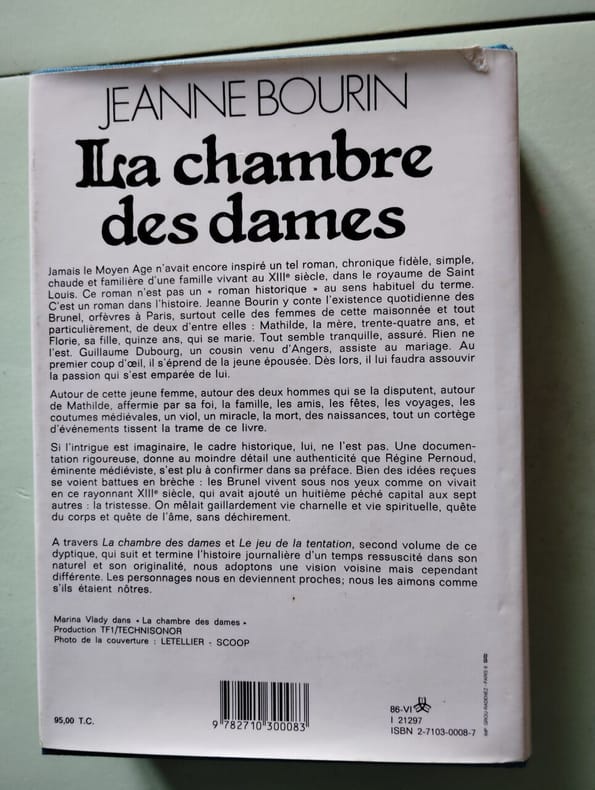 JEANNE BOURIN
La chambre
des dames
Jamais le Moyen Age n'avait encore inspiré un tel roman, chronique fidèle, simple,
chaude et familière d'une famille vivant au XIIIe siècle, dans le royaume de Saint
Louis. Ce roman n'est pas un « roman historique » au sens habituel du terme.
C'est un roman dans l'histoire. Jeanne Bourin y conte l'existence quotidienne des
Brunel, orfèvres à Paris, surtout celle des femmes de cette maisonnée et tout
particulièrement, de deux d'entre elles : Mathilde, la mère, trente-quatre ans, et
Florie, sa fille, quinze ans, qui se marie. Tout semble tranquille, assuré. Rien ne
l'est. Guillaume Dubourg, un cousin venu d'Angers, assiste au mariage. Au
premier coup d'œil, il s'éprend de la jeune épousée. Dès lors, il lui faudra assouvir
la passion qui s'est emparée de lui.
Autour de cette jeune femme, autour des deux hommes qui se la disputent, autour
de Mathilde, affermie par sa foi, la famille, les amis, les fêtes, les voyages, les
coutumes médiévales, un viol, un miracle, la mort, des naissances, tout un cortège
d'événements tissent la trame de ce livre.
Si l'intrigue est imaginaire, le cadre historique, lui, ne l'est pas. Une documen-
tation rigoureuse, donne au moindre détail une authenticité que Régine Pernoud,
éminente médiéviste, s'est plu à confirmer dans sa préface. Bien des idées reçues
se voient battues en brèche : les Brunel vivent sous nos yeux comme on vivait
en ce rayonnant XIIIe siècle, qui avait ajouté un huitième péché capital aux sept
autres : la tristesse. On mêlait gaillardement vie charnelle et vie spirituelle, quête
du corps et quête de l'âme, sans déchirement.
A travers La chambre des dames et Le jeu de la tentation, second volume de ce
dyptique, qui suit et termine l'histoire journalière d'un temps ressuscité dans son
naturel et son originalité, nous adoptons une vision voisine mais cependant
différente. Les personnages nous en deviennent proches; nous les aimons comme
s'ils étaient nôtres.
Marina Vlady dans « La chambre des dames »
Production TF1/TECHNISONOR
Photo de la couverture : LETELLIER - SCOOP
95,00 T.C.
9 782710 300083
86-VI
I 21297
ISBN 2-7103-0008-7